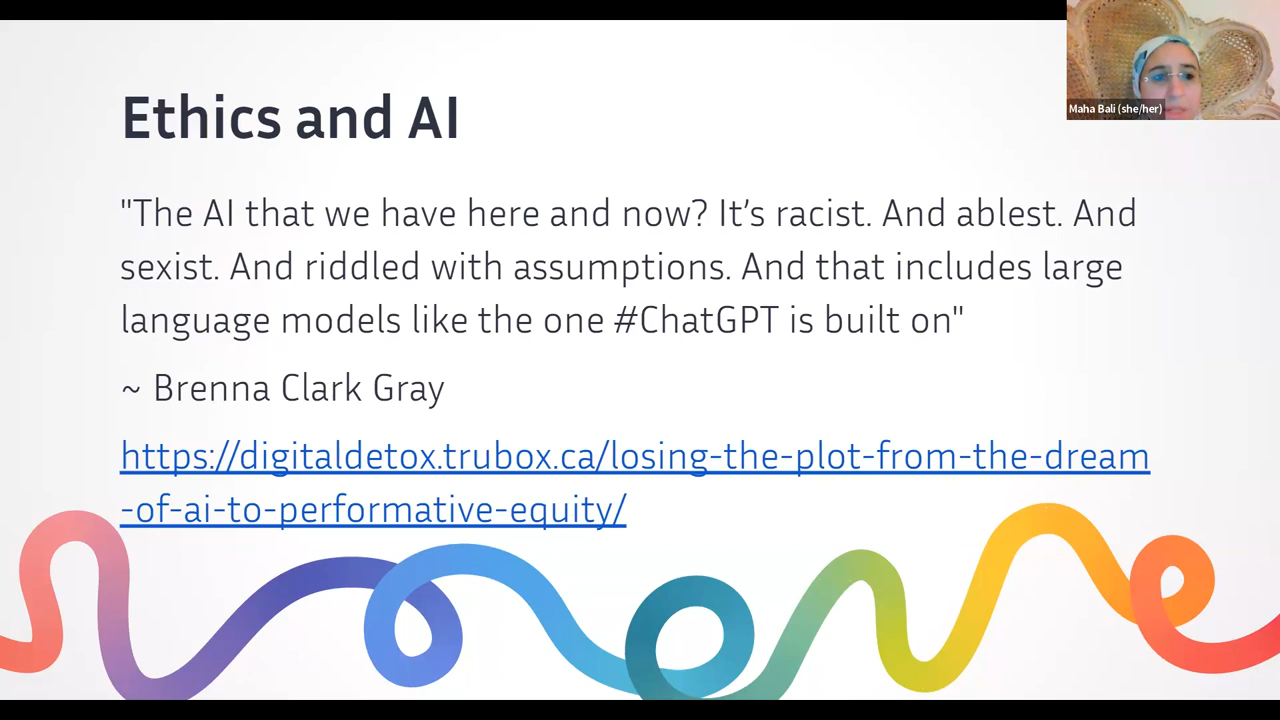 Maha Bali (she/her)
Ethics and AI
"The AI that we have here and now? It’s racist. And ablest. And
sexist. And riddled with assumptions. And that includes large
language models like the one #ChatGPT is built on"
~ Brenna Clark Gray
https://digitaldetox.trubox.ca/losing-the-plot-from-the-dream
-of-ai-to-performative-equity/